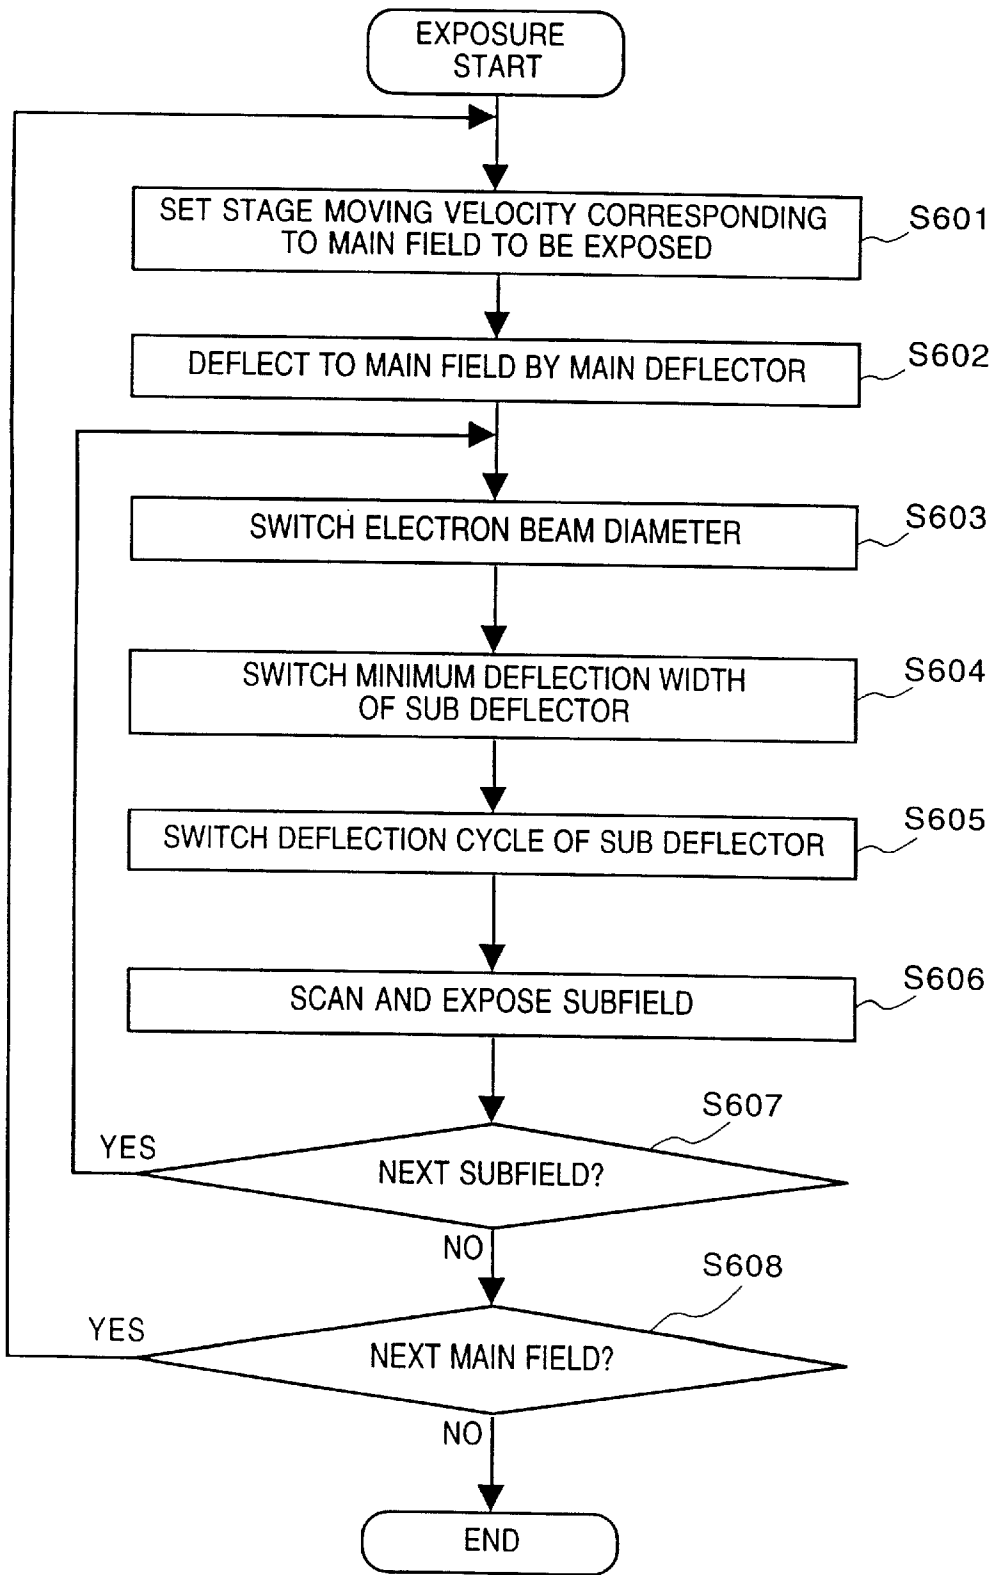 EXPOSURE
START
SET STAGE MOVING VELOCITY CORRESPONDING
TO MAIN FIELD TO BE EXPOSED
S601
DEFLECT TO MAIN FIELD BY MAIN DEFLECTOR
S602
SWITCH ELECTRON BEAM DIAMETER
S603
SWITCH MINIMUM DEFLECTION WIDTH
OF SUB DEFLECTOR
S604
SWITCH DEFLECTION CYCLE OF SUB DEFLECTOR
S605
SCAN AND EXPOSE SUBFIELD
S606
S607
YES
NEXT SUBFIELD?
NO
S608
YES
NEXT MAIN FIELD?
NO
END